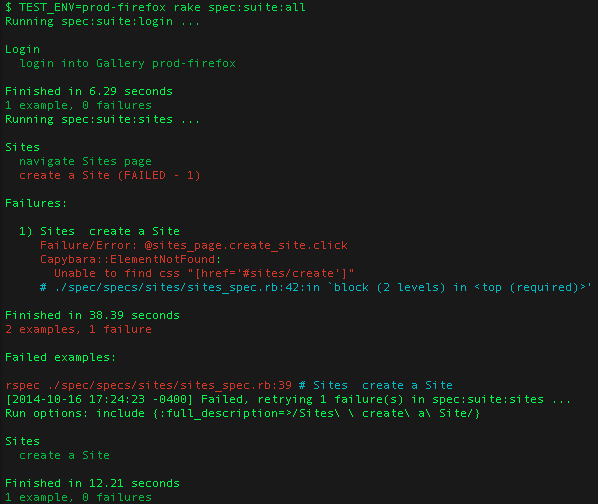 $ TEST_ENV=prod-firefox rake spec:suite:all
Running spec:suite:login ...
Login
login into Gallery prod-firefox
Finished in 6.29 seconds
1 example, 0 failures
Running spec:suite:sites ...
Sites
navigate Sites page
create a Site (FAILED - 1)
Failures:
1) Sites  create a Site
Failure/Error: @sites_page.create_site.click
Capybara::ElementNotFound:
Unable to find css "[href='#sites/create']"
# ./spec/specs/sites/sites_spec.rb:42:in `block (2 levels) in <top (required)>'
Finished in 38.39 seconds
2 examples, 1 failure
Failed examples:
rspec ./spec/specs/sites/sites_spec.rb:39 # Sites  create a Site
[2014-10-16 17:24:23 -0400] Failed, retrying 1 failure(s) in spec:suite:sites ...
Run options: include {:full_description=>/Sites\ \ create\ a\ Site/}
Sites
create a Site
Finished in 12.21 seconds
1 example, 0 failures